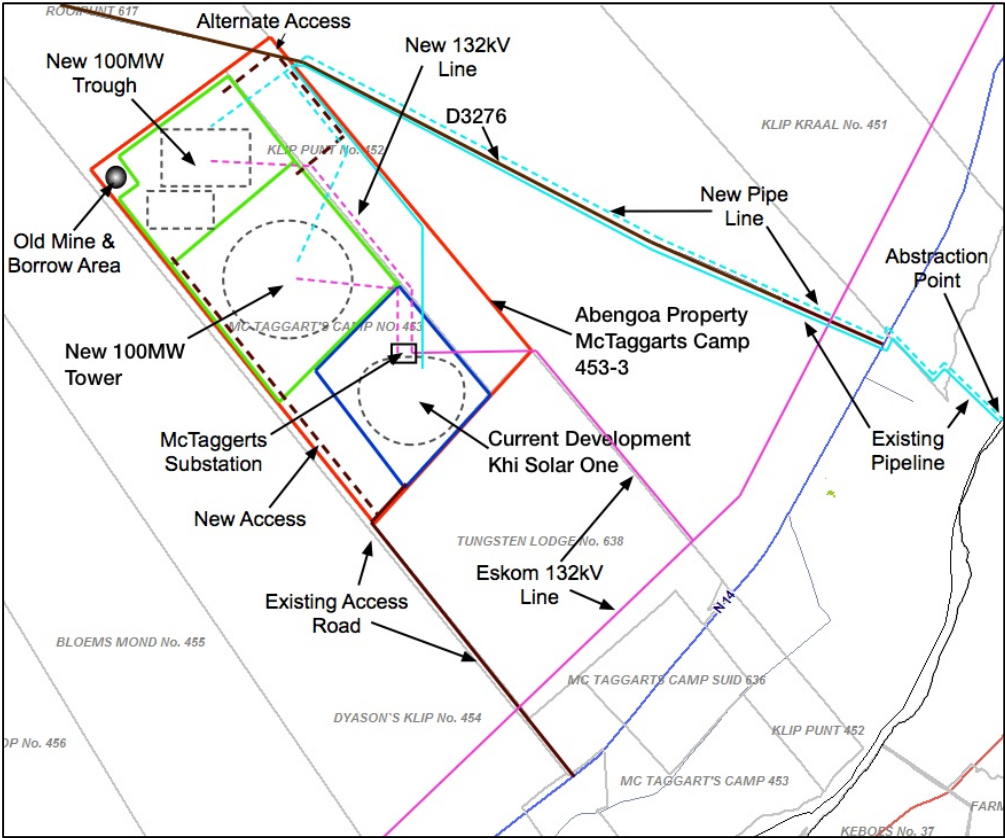 ROOIPUNT 617
Alternate Access
New 100MW
Trough
New 132kV
Line
D3276
KLIP KRAAL No. 451
KLIP PUNT No. 452
New Pipe
Line
Old Mine &
Borrow Area
Abstraction
Point
MC TAGGART'S CAMP NO. 453
Abengoa Property
McTaggarts Camp
453-3
New 100MW
Tower
McTaggerts
Substation
Current Development
Khi Solar One
Existing
Pipeline
New Access
TUNGSTEN LODGE No. 638
Eskom 132kV
Line
Existing Access
Road
N-14
BLOEMS MOND No. 455
MC TAGGARTS CAMP SUID 636
DYASON'S KLIP No. 454
KLIP PUNT 452
OP No. 456
MC TAGGART'S CAMP 453
FARM
KEBOES No. 37